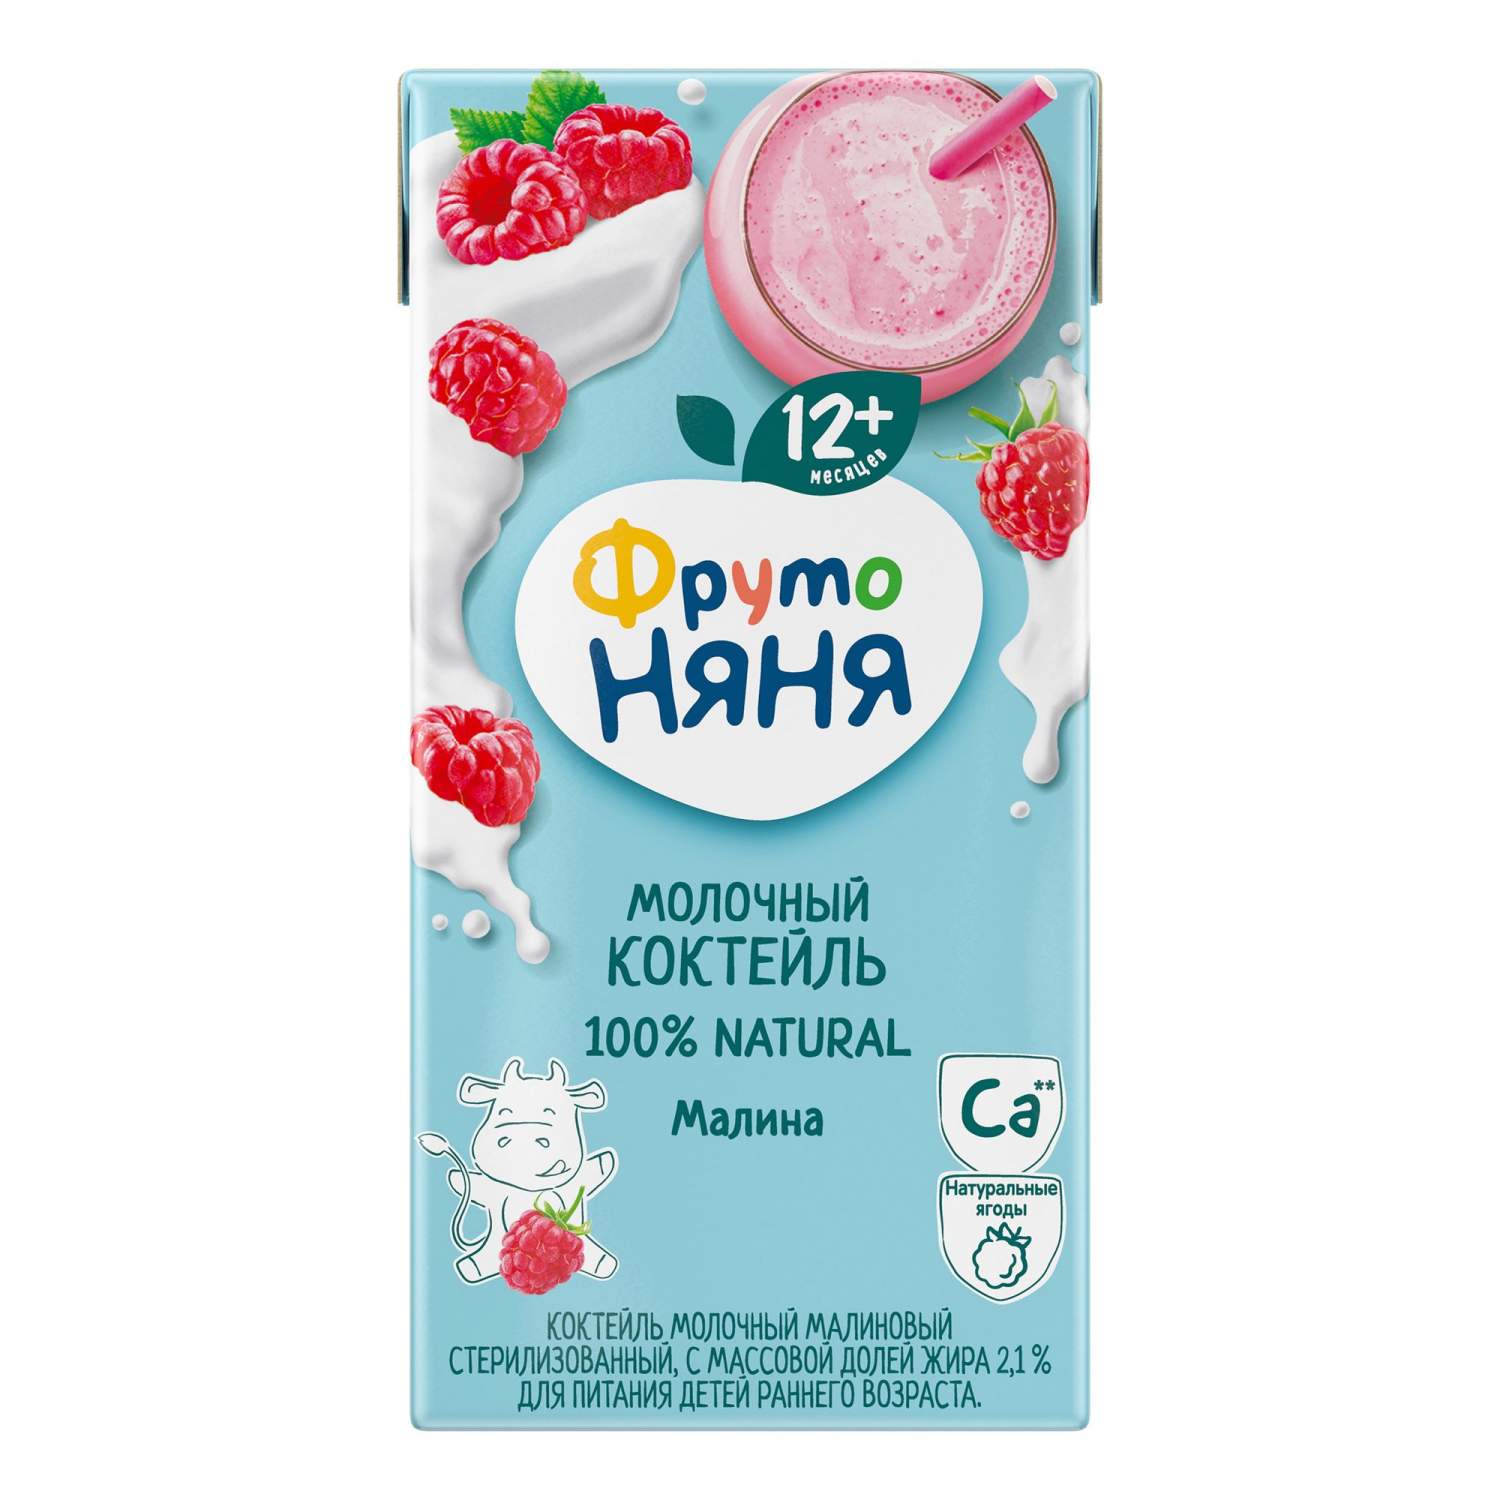 12+
месяцев
Фруто
НЯНЯ
МОЛОЧНЫЙ
КОКТЕЙЛЬ
100% NATURAL
Малина
Ca**
Натуральные
ягоды
КОКТЕЙЛЬ МОЛОЧНЫЙ МАЛИНОВЫЙ
СТЕРИЛИЗОВАННЫЙ, С МАССОВОЙ ДОЛЕЙ ЖИРА 2,1 %
ДЛЯ ПИТАНИЯ ДЕТЕЙ РАННЕГО ВОЗРАСТА.